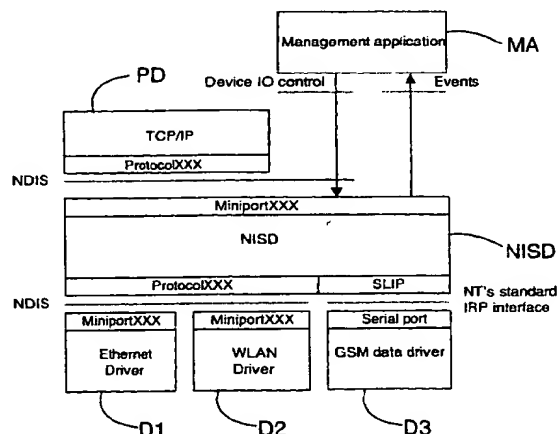 Management application
MA
PD
Device IO control
Events
TCP/IP
ProtocolXXX
NDIS
MiniportXXX
NISD
NISD
ProtocolXXX
SLIP
NDIS
NT's standard
IRP interface
MiniportXXX
MiniportXXX
Serial port
Ethernet
Driver
WLAN
Driver
GSM data driver
D1
D2
D3